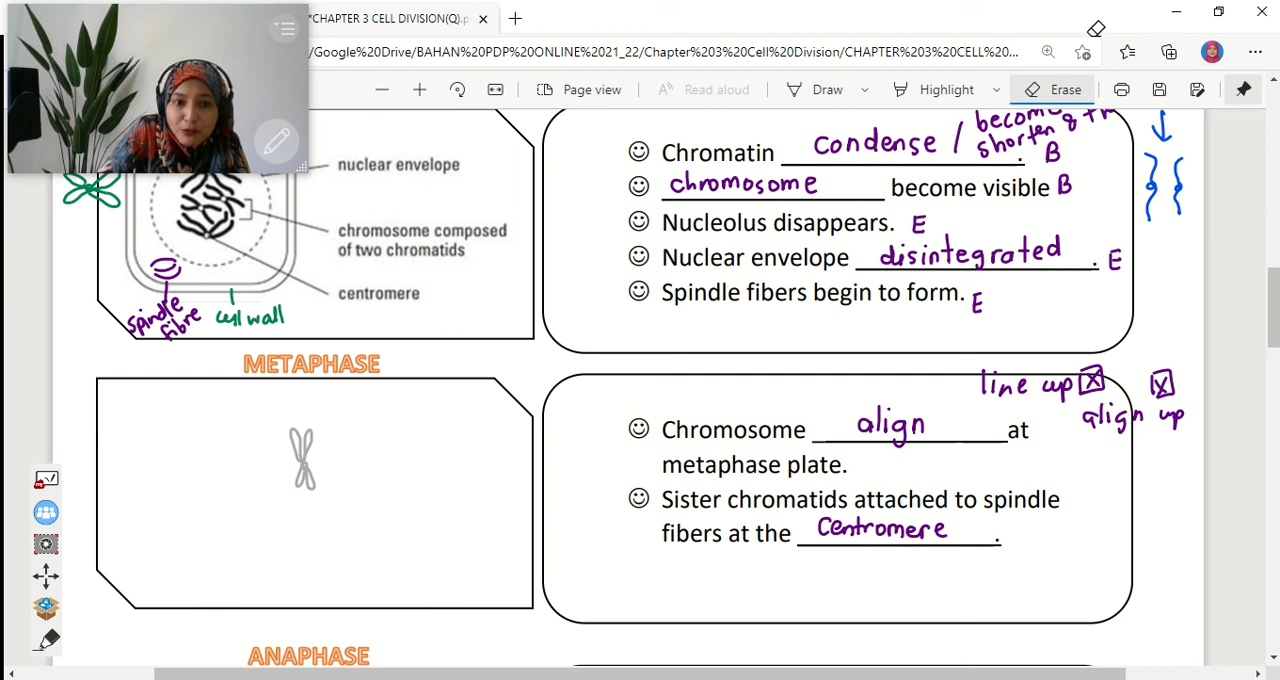 *CHAPTER 3 CELL DIVISION(Q).p
/Google%20Drive/BAHAN%20PDP%20ONLINE%2021_22/Chapter%203%20Cell%20Division/CHAPTER%203%20CELL%20...
Page view
Read aloud
Draw
Highlight
Erase
nuclear envelope
chromosome composed
of two chromatids
centromere
spindle
fibre
cell wall
become
Chromatin condense / shorten & th
. B
chromosome become visible B
Nucleolus disappears. E
Nuclear envelope disintegrated . E
Spindle fibers begin to form. E
METAPHASE
line up X X
align up
Chromosome align at
metaphase plate.
Sister chromatids attached to spindle
fibers at the centromere .
ANAPHASE